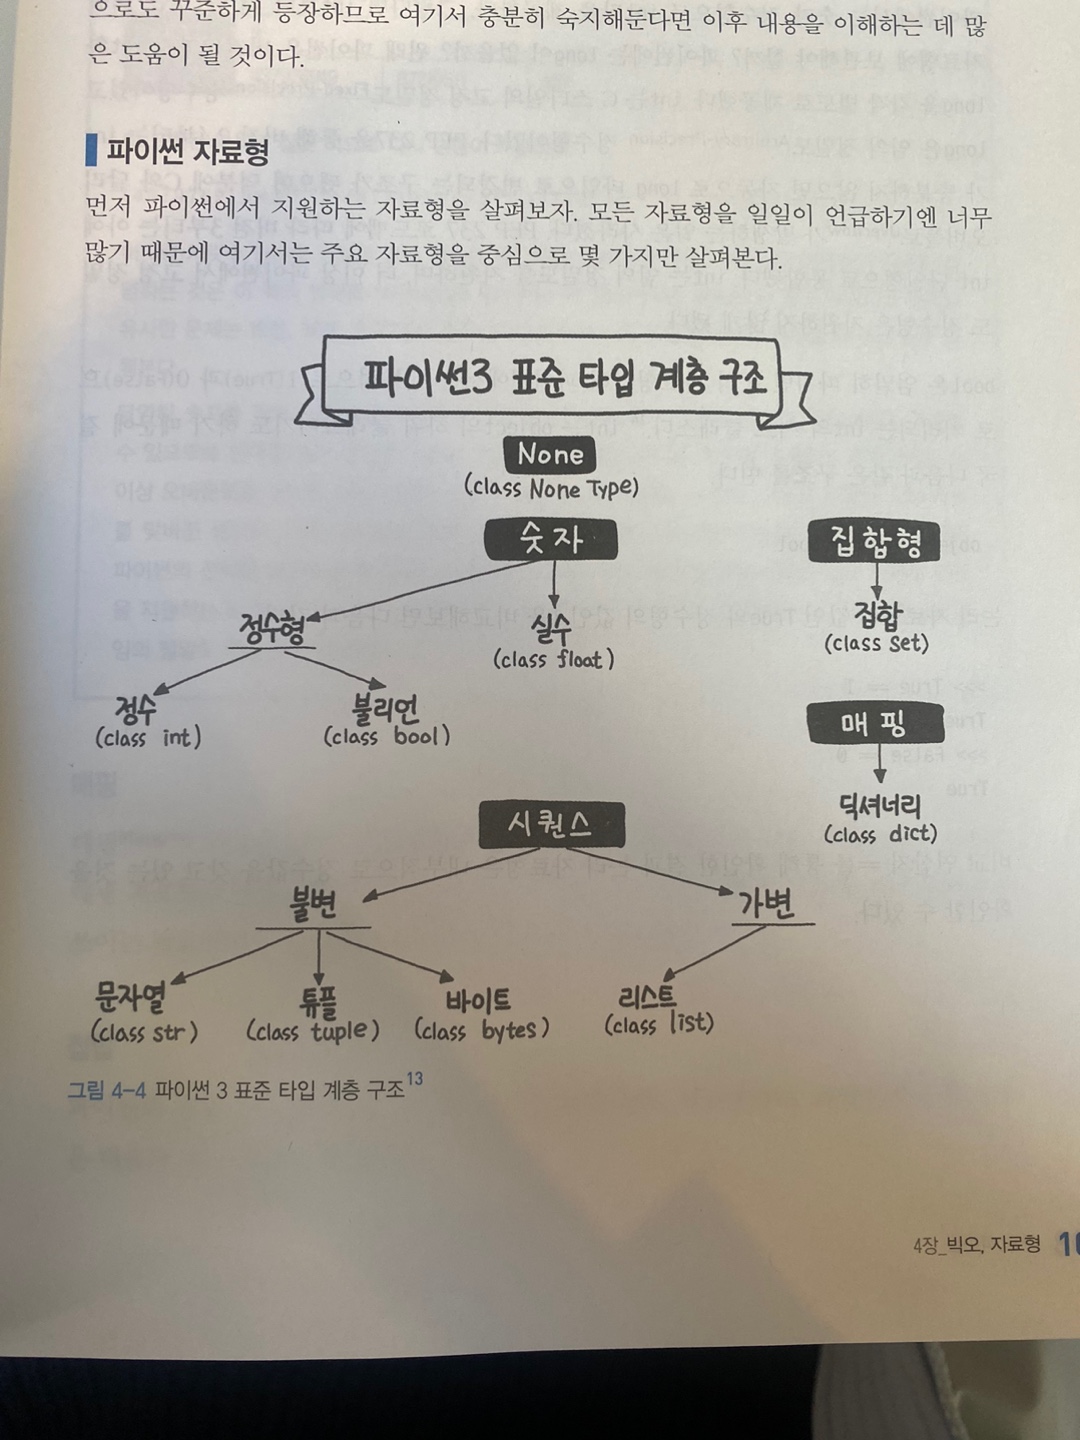 으로도 꾸준하게 등장하므로 여기서 충분히 숙지해둔다면 이후 내용을 이해하는 데 많
은 도움이 될 것이다.
파이썬 자료형
먼저 파이썬에서 지원하는 자료형을 살펴보자. 모든 자료형을 일일이 언급하기엔 너무
많기 때문에 여기서는 주요 자료형을 중심으로 몇 가지만 살펴본다.
파이썬3 표준 타입 계층 구조
None
(class None Type)
숫자
집합형
정수형
실수
(class float)
집합
(class set)
정수
(class int)
불리언
(class bool)
매핑
딕셔너리
(class dict)
시퀀스
불변
가변
문자열
(class str)
튜플
(class tuple)
바이트
(class bytes)
리스트
(class list)
그림 4-4 파이썬 3 표준 타입 계층 구조13
4장_빅오, 자료형